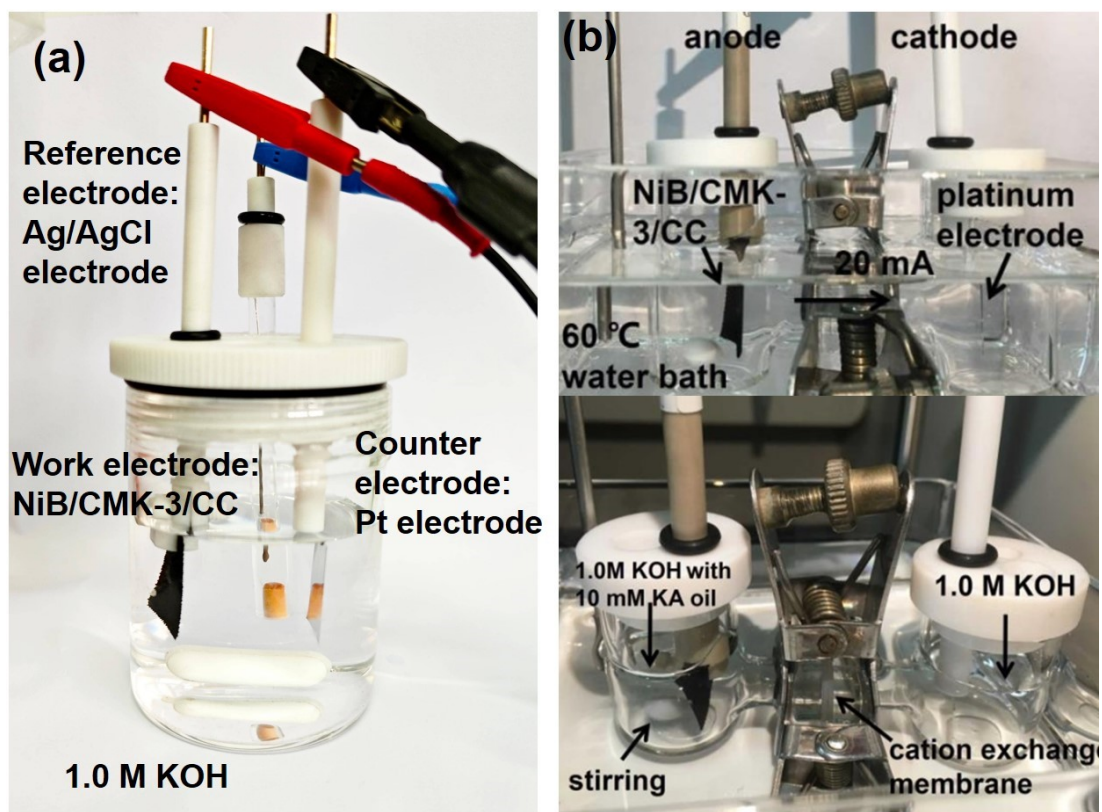 (a)
Reference
electrode:
Ag/AgCl
electrode
Work electrode:
NiB/CMK-3/CC
Counter
electrode:
Pt electrode
1.0 M KOH
(b)
anode
cathode
NiB/CMK-
3/CC
platinum
electrode
20 mA
60 ℃
water bath
1.0M KOH with
10 mM KA oil
1.0 M KOH
stirring
cation exchange
membrane